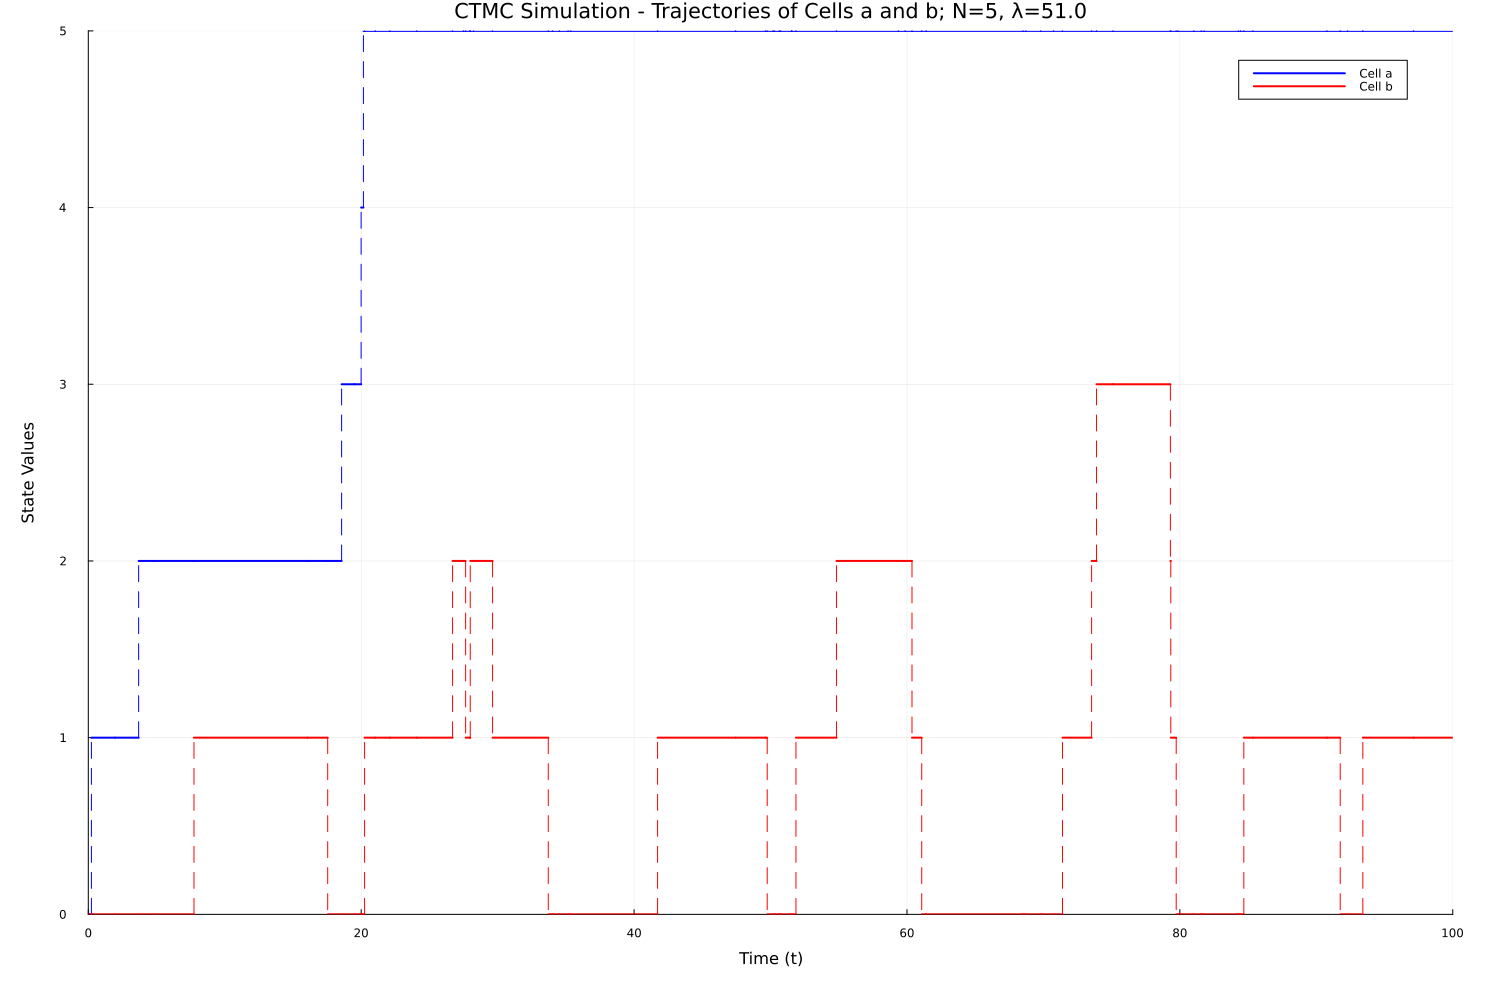 CTMC Simulation - Trajectories of Cells a and b; N=5, λ=51.0
5
Cell a
Cell b
4
3
State Values
2
1
0
0 20 40 60 80 100
Time (t)